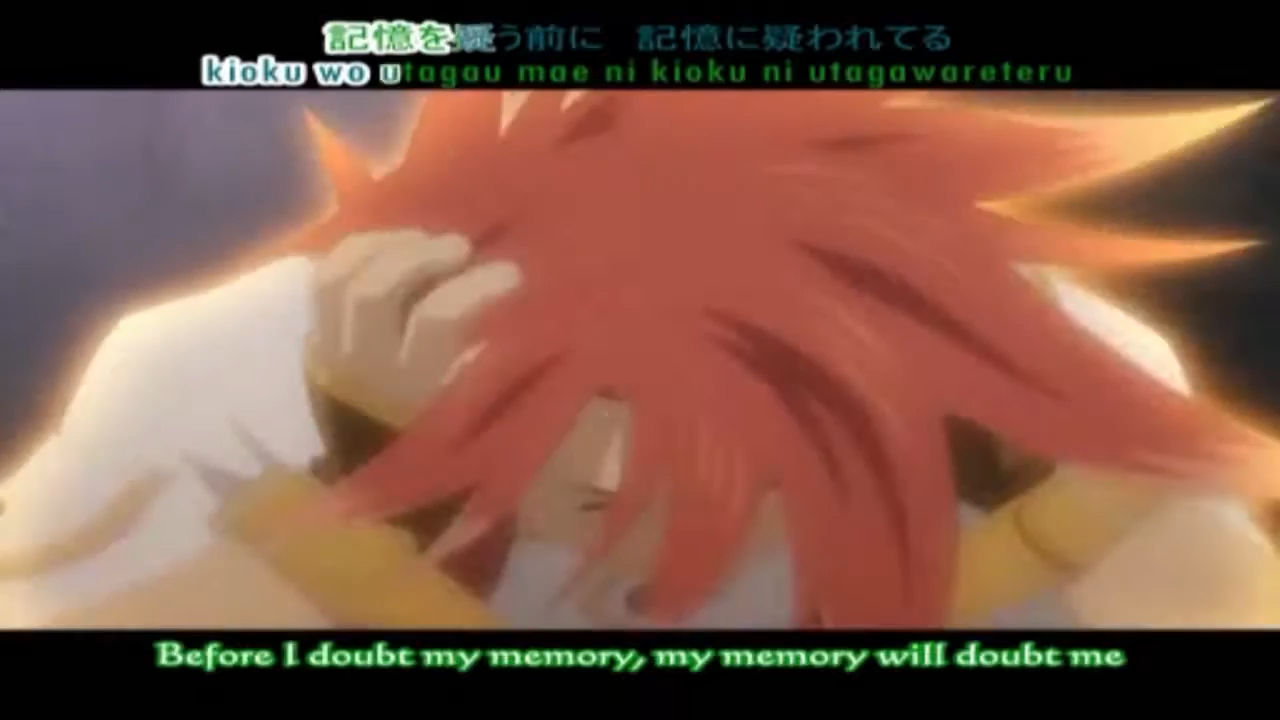 記憶を疑う前に 記憶に疑われてる
kioku wo utagau mae ni kioku ni utagawareteru
Before I doubt my memory, my memory will doubt me